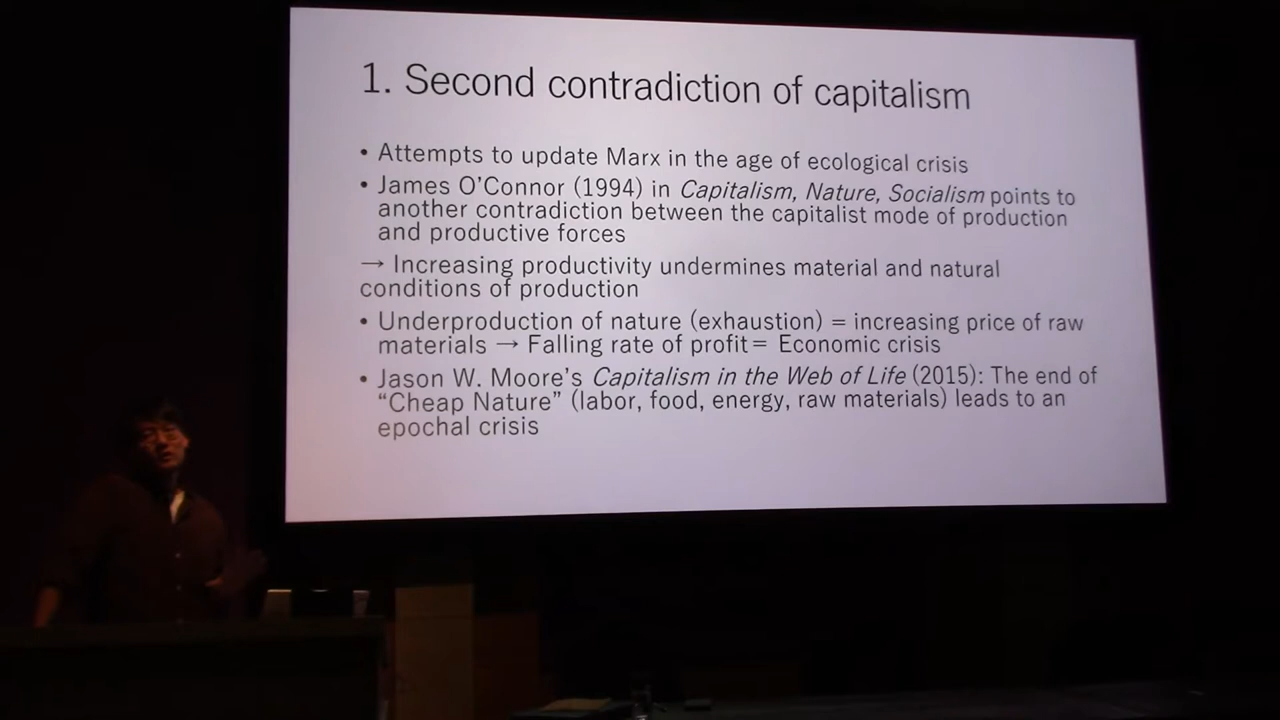 1. Second contradiction of capitalism
• Attempts to update Marx in the age of ecological crisis
• James O’Connor (1994) in Capitalism, Nature, Socialism points to
another contradiction between the capitalist mode of production
and productive forces
→ Increasing productivity undermines material and natural
conditions of production
• Underproduction of nature (exhaustion) = increasing price of raw
materials → Falling rate of profit = Economic crisis
• Jason W. Moore’s Capitalism in the Web of Life (2015): The end of
“Cheap Nature” (labor, food, energy, raw materials) leads to an
epochal crisis